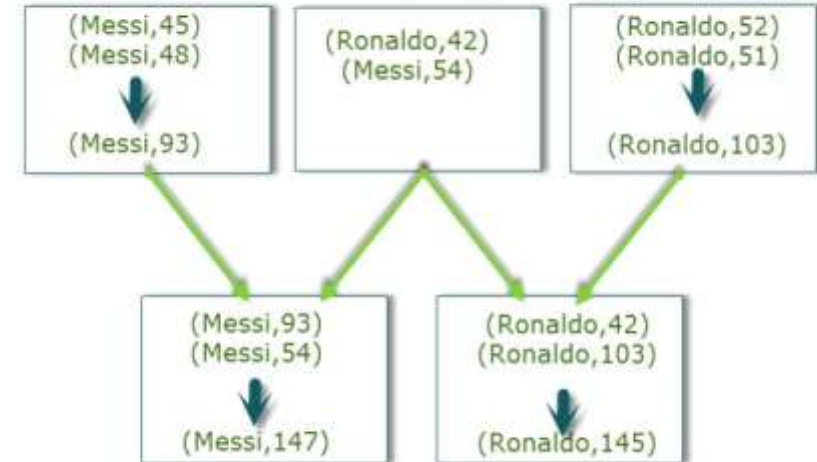 (Messi,45)
(Messi,48)
(Messi,93)
(Ronaldo,42)
(Messi,54)
(Ronaldo,52)
(Ronaldo,51)
(Ronaldo,103)
(Messi,93)
(Messi,54)
(Messi,147)
(Ronaldo,42)
(Ronaldo,103)
(Ronaldo,145)